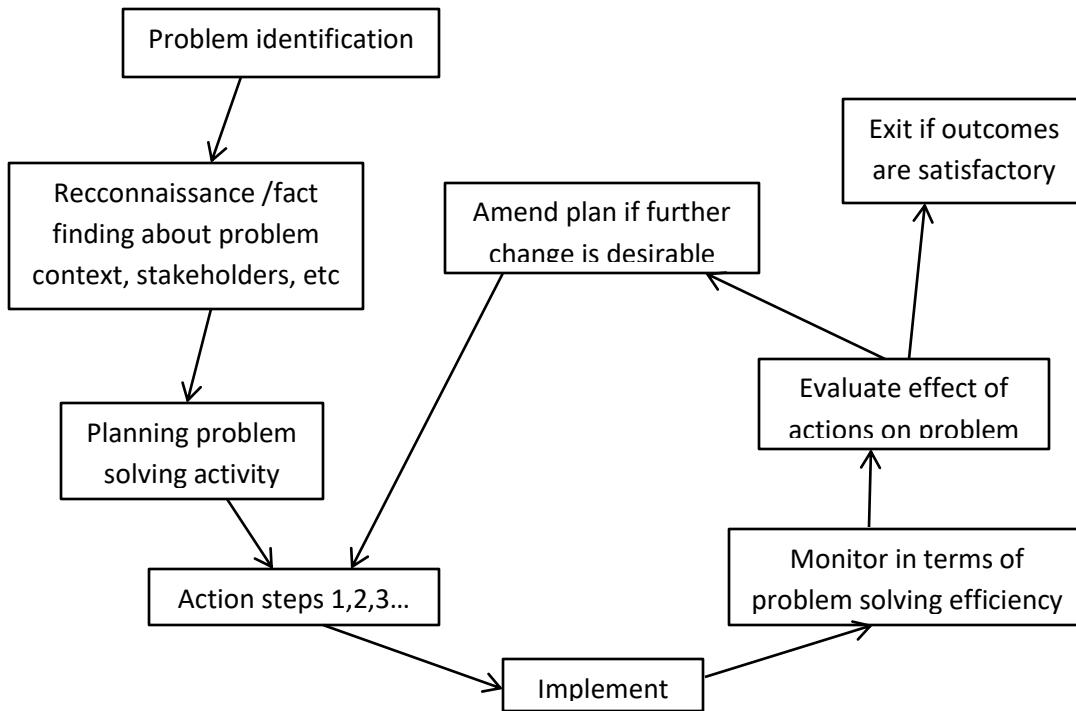 Problem identification
Recconnaissance /fact
finding about problem
context, stakeholders, etc
Planning problem
solving activity
Action steps 1,2,3…
Implement
Monitor in terms of
problem solving efficiency
Evaluate effect of
actions on problem
Amend plan if further
change is desirable
Exit if outcomes
are satisfactory